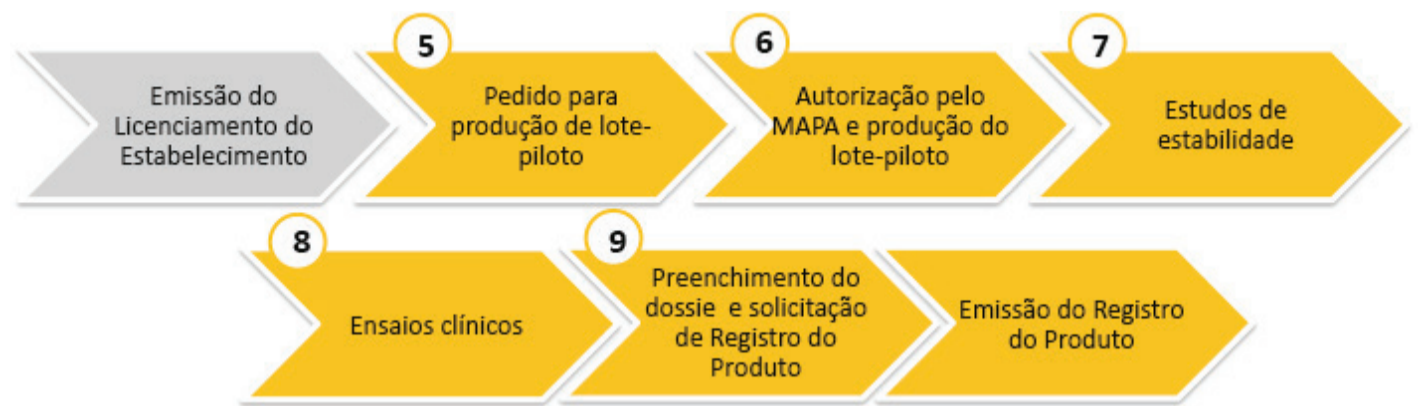 Emissão do
Licenciamento do
Estabelecimento
5
Pedido para
produção de lote-
piloto
6
Autorização pelo
MAPA e produção do
lote-piloto
7
Estudos de
estabilidade
8
Ensaios clínicos
9
Preenchimento do
dossie e solicitação
de Registro do
Produto
Emissão do Registro
do Produto